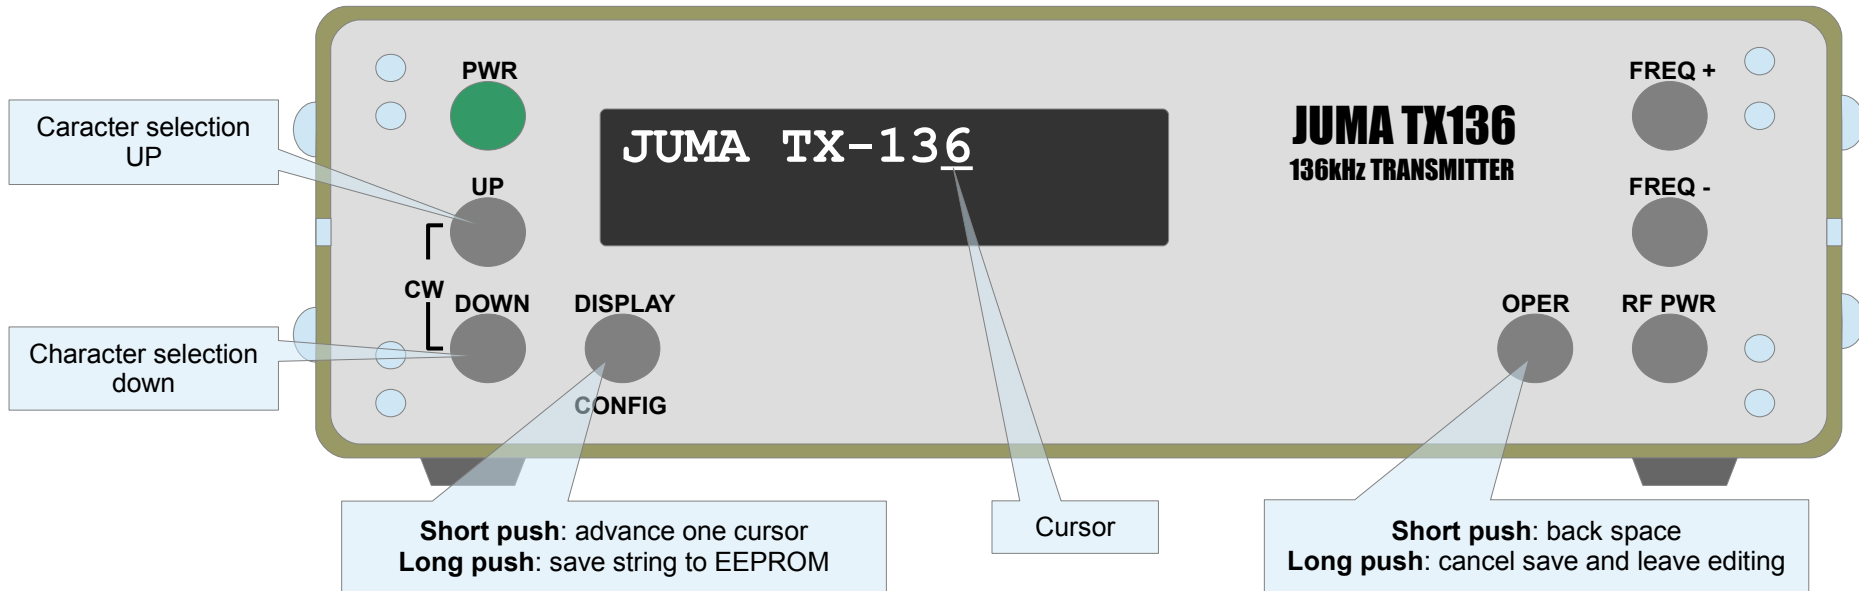 PWR
FREQ +
Caracter selection
UP
JUMA TX-136
JUMA TX136
136kHz TRANSMITTER
UP
FREQ -
CW
DOWN
DISPLAY
OPER
RF PWR
Character selection
down
CONFIG
Short push: advance one cursor
Long push: save string to EEPROM
Cursor
Short push: back space
Long push: cancel save and leave editing